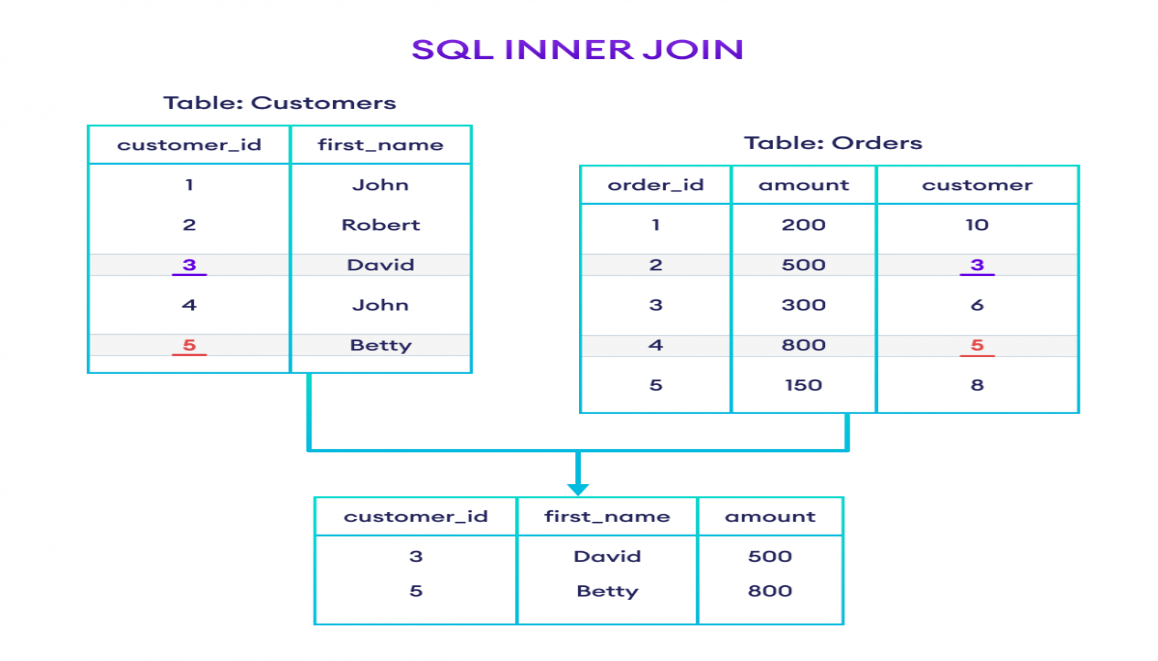 SQL INNER JOIN
Table: Customers
customer_id first_name
1 John
2 Robert
3 David
4 John
5 Betty
Table: Orders
order_id amount customer
1 200 10
2 500 3
3 300 6
4 800 5
5 150 8
customer_id first_name amount
3 David 500
5 Betty 800